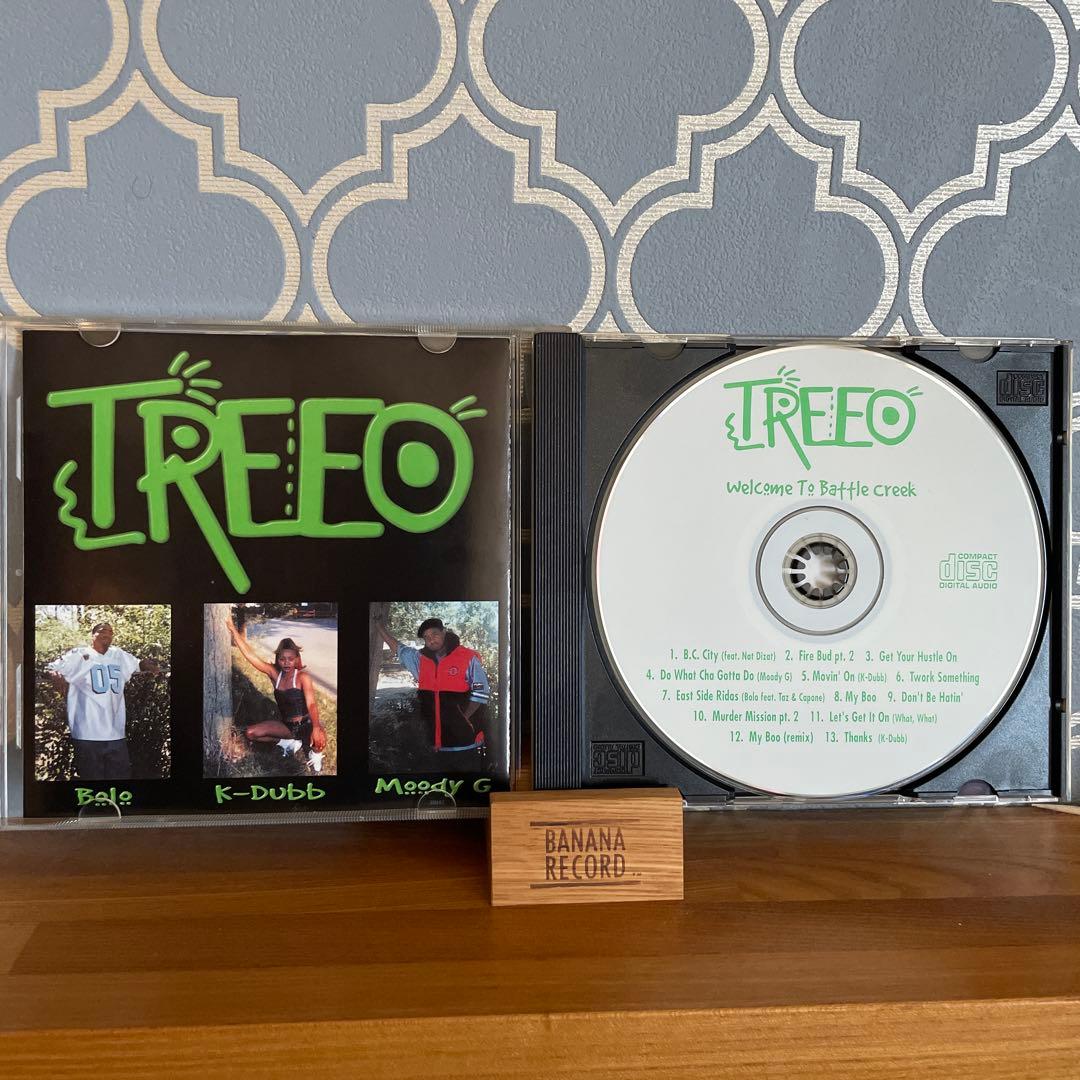 TREEO
05
Bolo
K-Dubb
Moody G
TREEO
Welcome To Battle Creek
COMPACT
disc
DIGITAL AUDIO
1. B.C. City (feat. Nat Dizat) 2. Fire Bud pt. 2 3. Get Your Hustle On
4. Do What Cha Gotta Do (Moody G) 5. Movin' On (K-Dubb) 6. Twork Something
7. East Side Ridas (Bolo feat. Taz & Capone) 8. My Boo 9. Don't Be Hatin'
10. Murder Mission pt. 2 11. Let's Get It On (What, What)
12. My Boo (remix) 13. Thanks (K-Dubb)
disc
disc
BANANA
RECORD